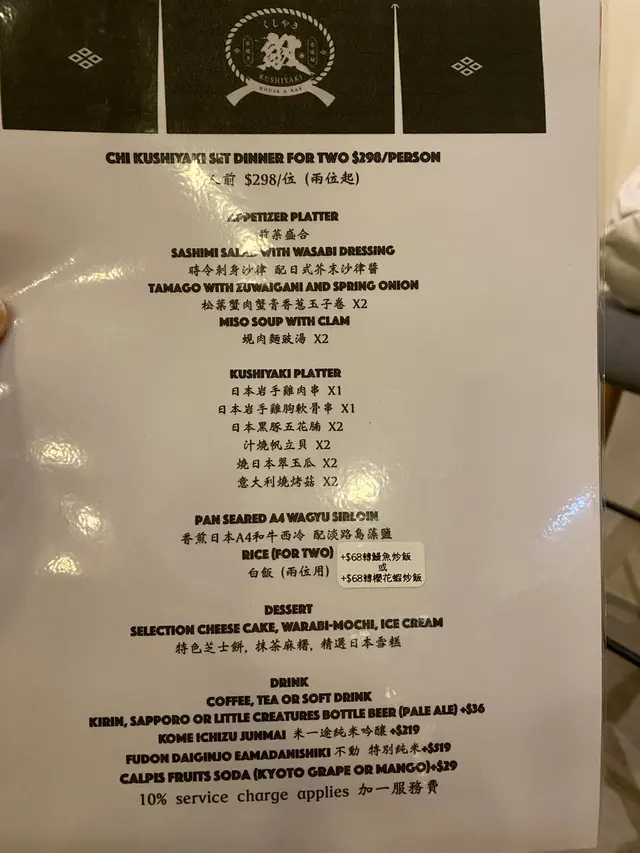 くしやき
KUSHIYAKI
HOUSE & BAR
CHI KUSHIYAKI SET DINNER FOR TWO $298/PERSON
人前 $298/位 (兩位起)
APPETIZER PLATTER
前菜盛合
SASHIMI SALAD WITH WASABI DRESSING
時令刺身沙律 配日式芥末沙律醬
TAMAGO WITH ZUWAIGANI AND SPRING ONION
松葉蟹肉蟹膏香葱玉子卷 X2
MISO SOUP WITH CLAM
蜆肉麵豉湯 X2
KUSHIYAKI PLATTER
日本岩手雞肉串 X1
日本岩手雞胸軟骨串 X1
日本黑豚五花腩 X2
汁燒帆立貝 X2
燒日本翠玉瓜 X2
意大利燒烤菇 X2
PAN SEARED A4 WAGYU SIRLOIN
香煎日本A4和牛西冷 配淡路島藻鹽
RICE (FOR TWO)
白飯 (兩位用)
+$68轉鰻魚炒飯
或
+$68轉櫻花蝦炒飯
DESSERT
SELECTION CHEESE CAKE, WARABI-MOCHI, ICE CREAM
特色芝士餅, 抹茶麻糬, 精選日本雪糕
DRINK
COFFEE, TEA OR SOFT DRINK
KIRIN, SAPPORO OR LITTLE CREATURES BOTTLE BEER (PALE ALE) +$36
KOME ICHIZU JUNMAI 米一途純米吟釀 +$219
FUDON DAIGINJO EAMADANISHIKI 不動 特別純米+$519
CALPIS FRUITS SODA (KYOTO GRAPE OR MANGO)+$29
10% service charge applies 加一服務費